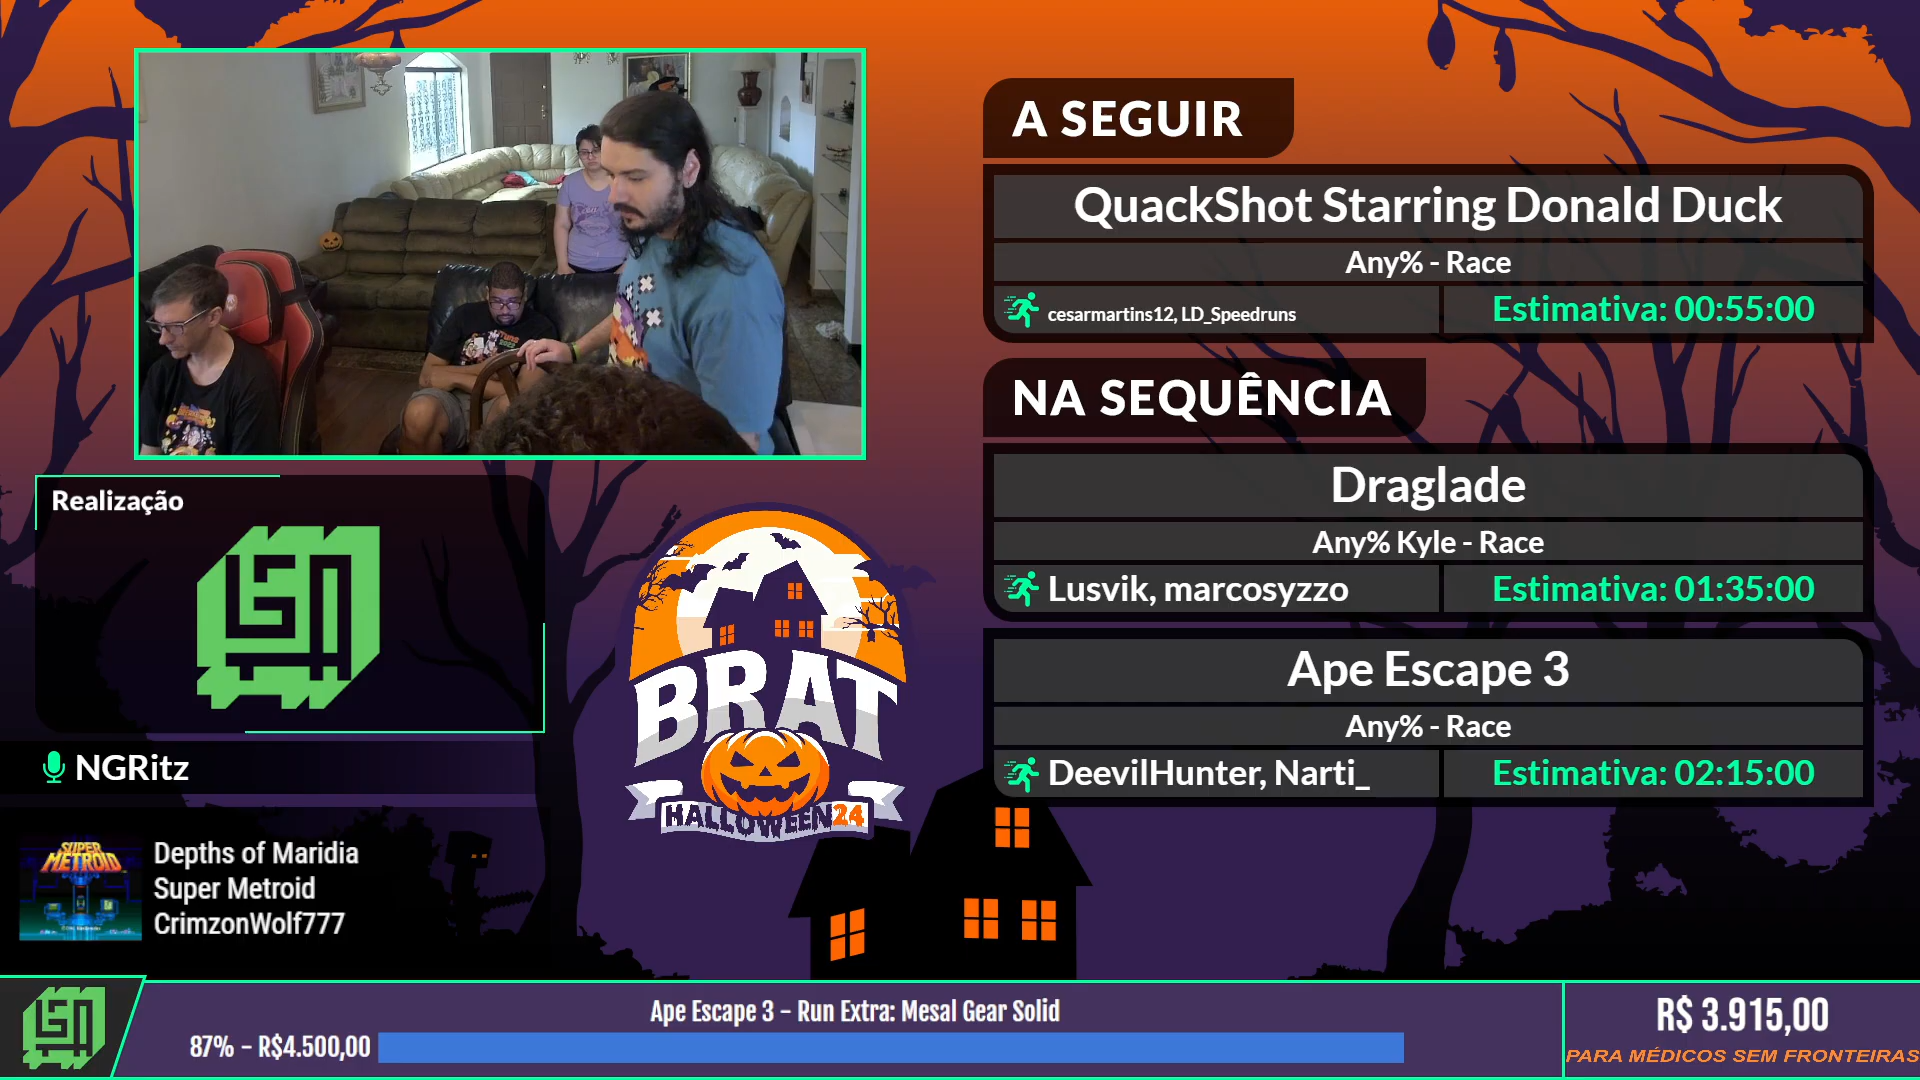 A SEGUIR
QuackShot Starring Donald Duck
Any% - Race
cesarmartins12, LD_Speedruns
Estimativa: 00:55:00
NA SEQUÊNCIA
Draglade
Any% Kyle - Race
Lusvik, marcosyzzo
Estimativa: 01:35:00
Ape Escape 3
Any% - Race
DeevilHunter, Narti_
Estimativa: 02:15:00
Realização
BRAT
HALLOWEEN24
NGRitz
SUPER
METROID
Depths of Maridia
Super Metroid
CrimzonWolf777
Ape Escape 3 - Run Extra: Mesal Gear Solid
87% - R$4.500,00
R$ 3.915,00
PARA MÉDICOS SEM FRONTEIRAS